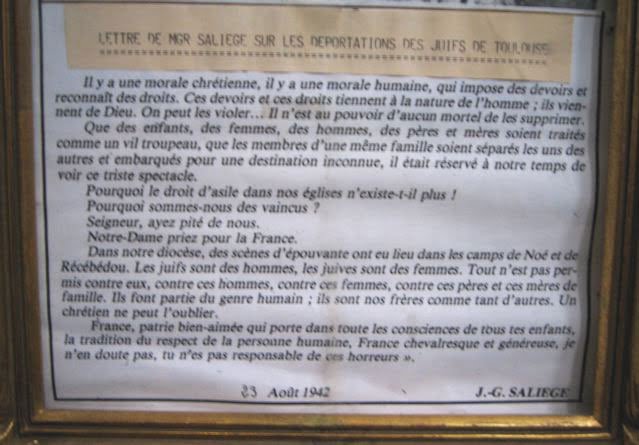 LETTRE DE MGR SALIEGE SUR LES DEPORTATIONS DES JUIFS DE TOULOUSE
Il y a une morale chrétienne, il y a une morale humaine, qui impose des devoirs et
reconnaît des droits. Ces devoirs et ces droits tiennent à la nature de l'homme ; ils vien-
nent de Dieu. On peut les violer... Il n'est au pouvoir d'aucun mortel de les supprimer.
Que des enfants, des femmes, des hommes, des pères et mères soient traités
comme un vil troupeau, que les membres d'une même famille soient séparés les uns des
autres et embarqués pour une destination inconnue, il était réservé à notre temps de
voir ce triste spectacle.
Pourquoi le droit d'asile dans nos églises n'existe-t-il plus !
Pourquoi sommes-nous des vaincus ?
Seigneur, ayez pité de nous.
Notre-Dame priez pour la France.
Dans notre diocèse, des scènes d'épouvante ont eu lieu dans les camps de Noé et de
Récébédou. Les juifs sont des hommes, les juives sont des femmes. Tout n'est pas per-
mis contre eux, contre ces hommes, contre ces femmes, contre ces pères et ces mères de
famille. Ils font partie du genre humain ; ils sont nos frères comme tant d'autres. Un
chrétien ne peut l'oublier.
France, patrie bien-aimée qui porte dans toute les consciences de tous tes enfants,
la tradition du respect de la personne humaine, France chevalresque et généreuse, je
n'en doute pas, tu n'es pas responsable de ces horreurs ».
23 Août 1942 J.-G. SALIEGE